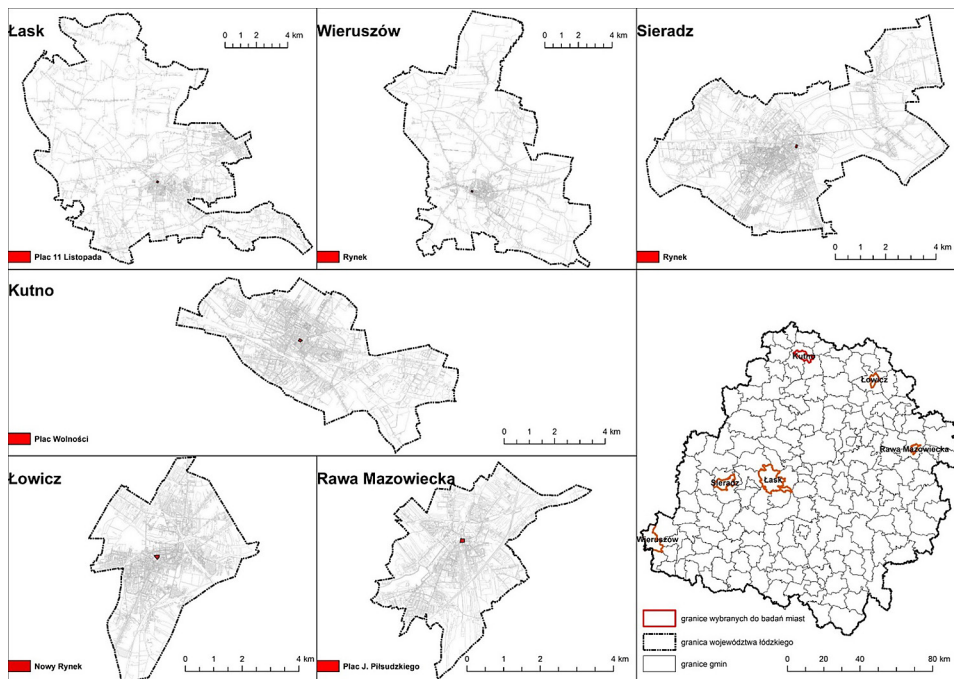 Łask
0 1 2 4 km
Plac 11 Listopada
Wieruszów
0 1 2 4 km
Rynek
Sieradz
0 1 2 4 km
Rynek
Kutno
0 1 2 4 km
Plac Wolności
Łowicz
0 1 2 4 km
Nowy Rynek
Rawa Mazowiecka
0 1 2 4 km
Plac J. Piłsudzkiego
Kutno
Łowicz
Rawa Mazowiecka
Sieradz
Łask
Wieruszów
granice wybranych do badań miast
granica województwa łódzkiego
granice gmin
0 20 40 60 80 km